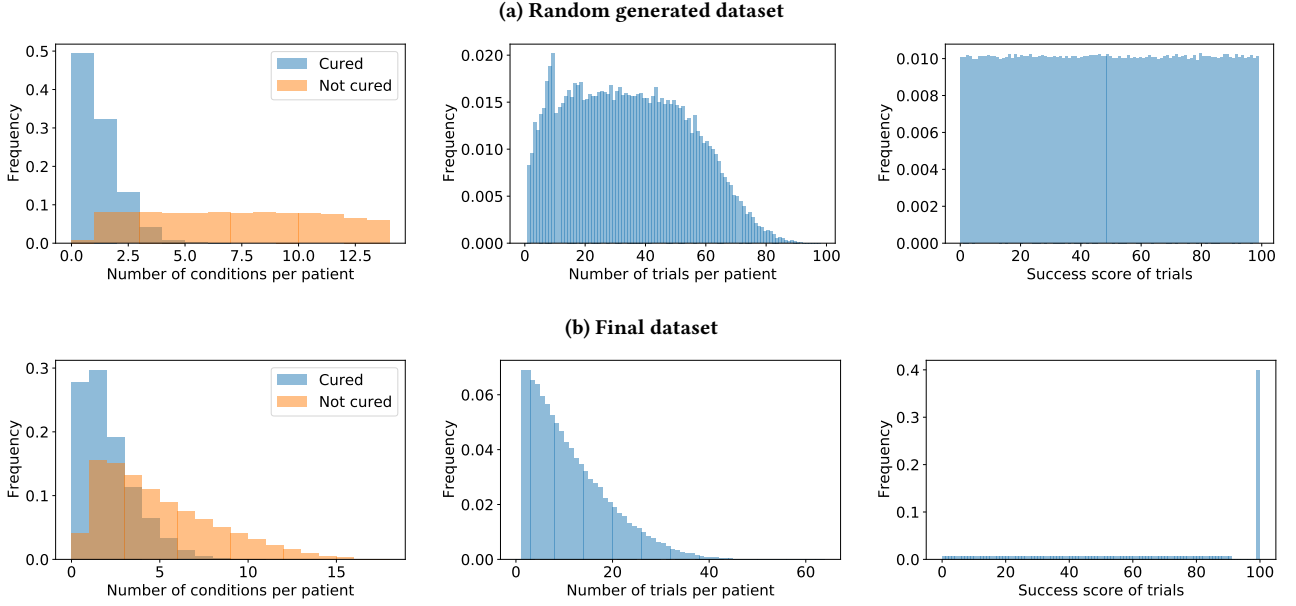 (a) Random generated dataset
Frequency
0.5
0.4
0.3
0.2
0.1
0.0
Cured
Not cured
0.0 2.5 5.0 7.5 10.0 12.5
Number of conditions per patient
Frequency
0.020
0.015
0.010
0.005
0.000
0 20 40 60 80 100
Number of trials per patient
Frequency
0.010
0.008
0.006
0.004
0.002
0.000
0 20 40 60 80 100
Success score of trials
(b) Final dataset
Frequency
0.3
0.2
0.1
0.0
Cured
Not cured
0 5 10 15
Number of conditions per patient
Frequency
0.06
0.04
0.02
0.00
0 20 40 60
Number of trials per patient
Frequency
0.4
0.3
0.2
0.1
0.0
0 20 40 60 80 100
Success score of trials